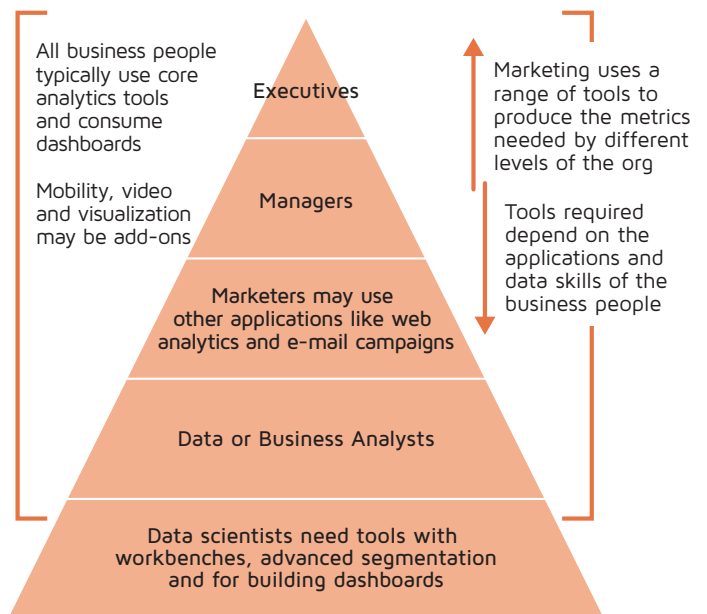 All business people
typically use core
analytics tools
and consume
dashboards
Mobility, video
and visualization
may be add-ons
Executives
Managers
Marketers may use
other applications like web
analytics and e-mail campaigns
Data or Business Analysts
Data scientists need tools with
workbenches, advanced segmentation
and for building dashboards
Marketing uses a
range of tools to
produce the metrics
needed by different
levels of the org
Tools required
depend on the
applications and
data skills of the
business people